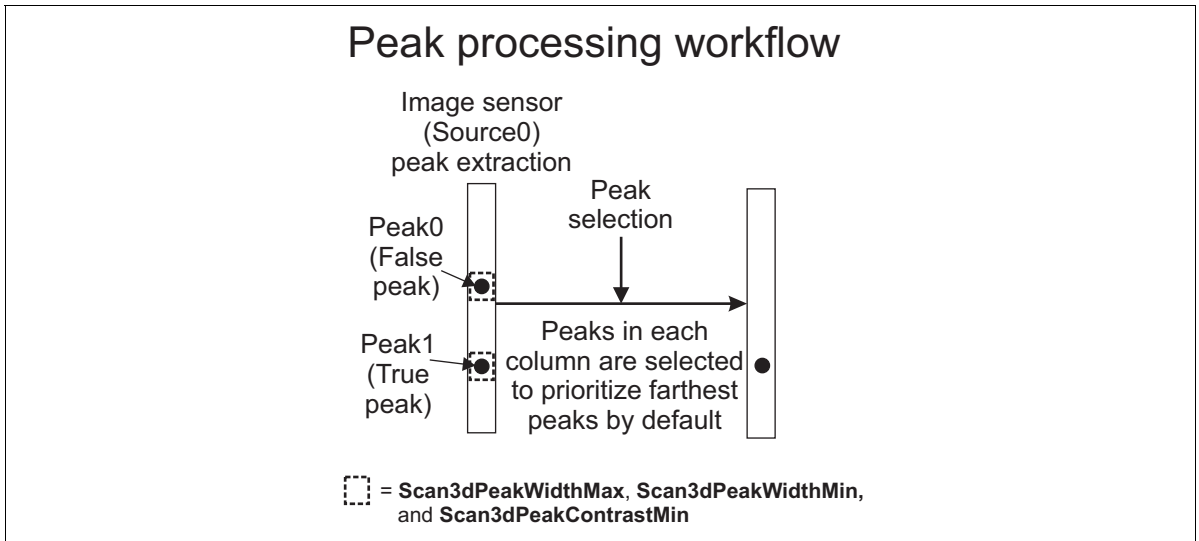 Peak processing workflow
Image sensor
(Source0)
peak extraction
Peak
selection
Peak0
(False
peak)
Peak1
(True
peak)
Peaks in each
column are selected
to prioritize farthest
peaks by default
= Scan3dPeakWidthMax, Scan3dPeakWidthMin,
and Scan3dPeakContrastMin